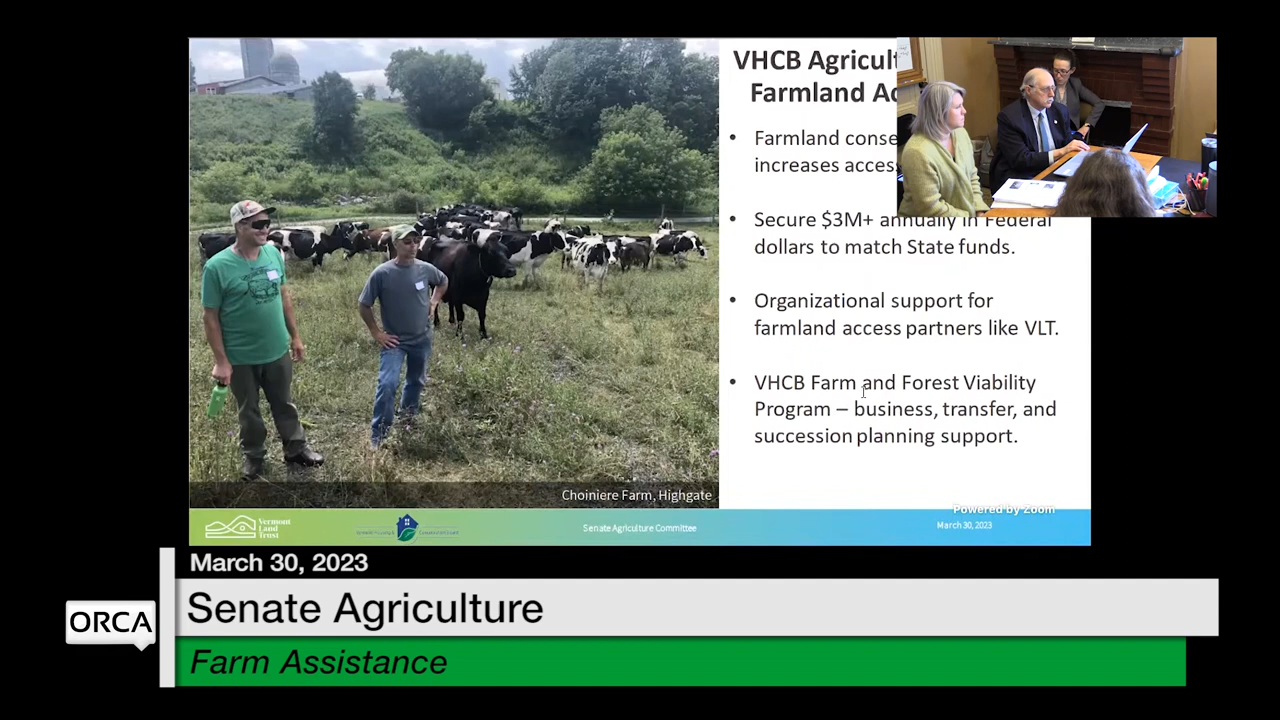 VHCB Agricult
Farmland Ac
• Farmland conse
increases acces
• Secure $3M+ annually in Federal
dollars to match State funds.
• Organizational support for
farmland access partners like VLT.
• VHCB Farm and Forest Viability
Program – business, transfer, and
succession planning support.
Choiniere Farm, Highgate
Powered by Zoom
Vermont
Land
Trust
Senate Agriculture Committee
March 30, 2023
March 30, 2023
ORCA
Senate Agriculture
Farm Assistance